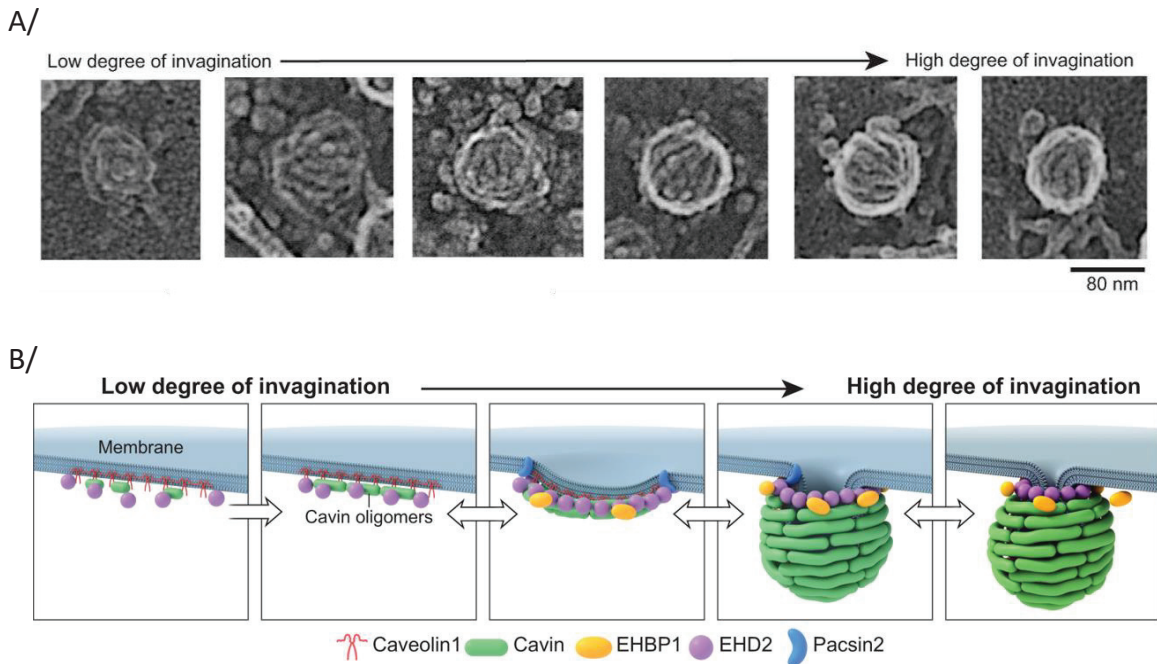 A/
Low degree of invagination High degree of invagination
80 nm
B/
Low degree of invagination High degree of invagination
Membrane
Cavin oligomers
Caveolin1 Cavin EHBP1 EHD2 Pacsin2